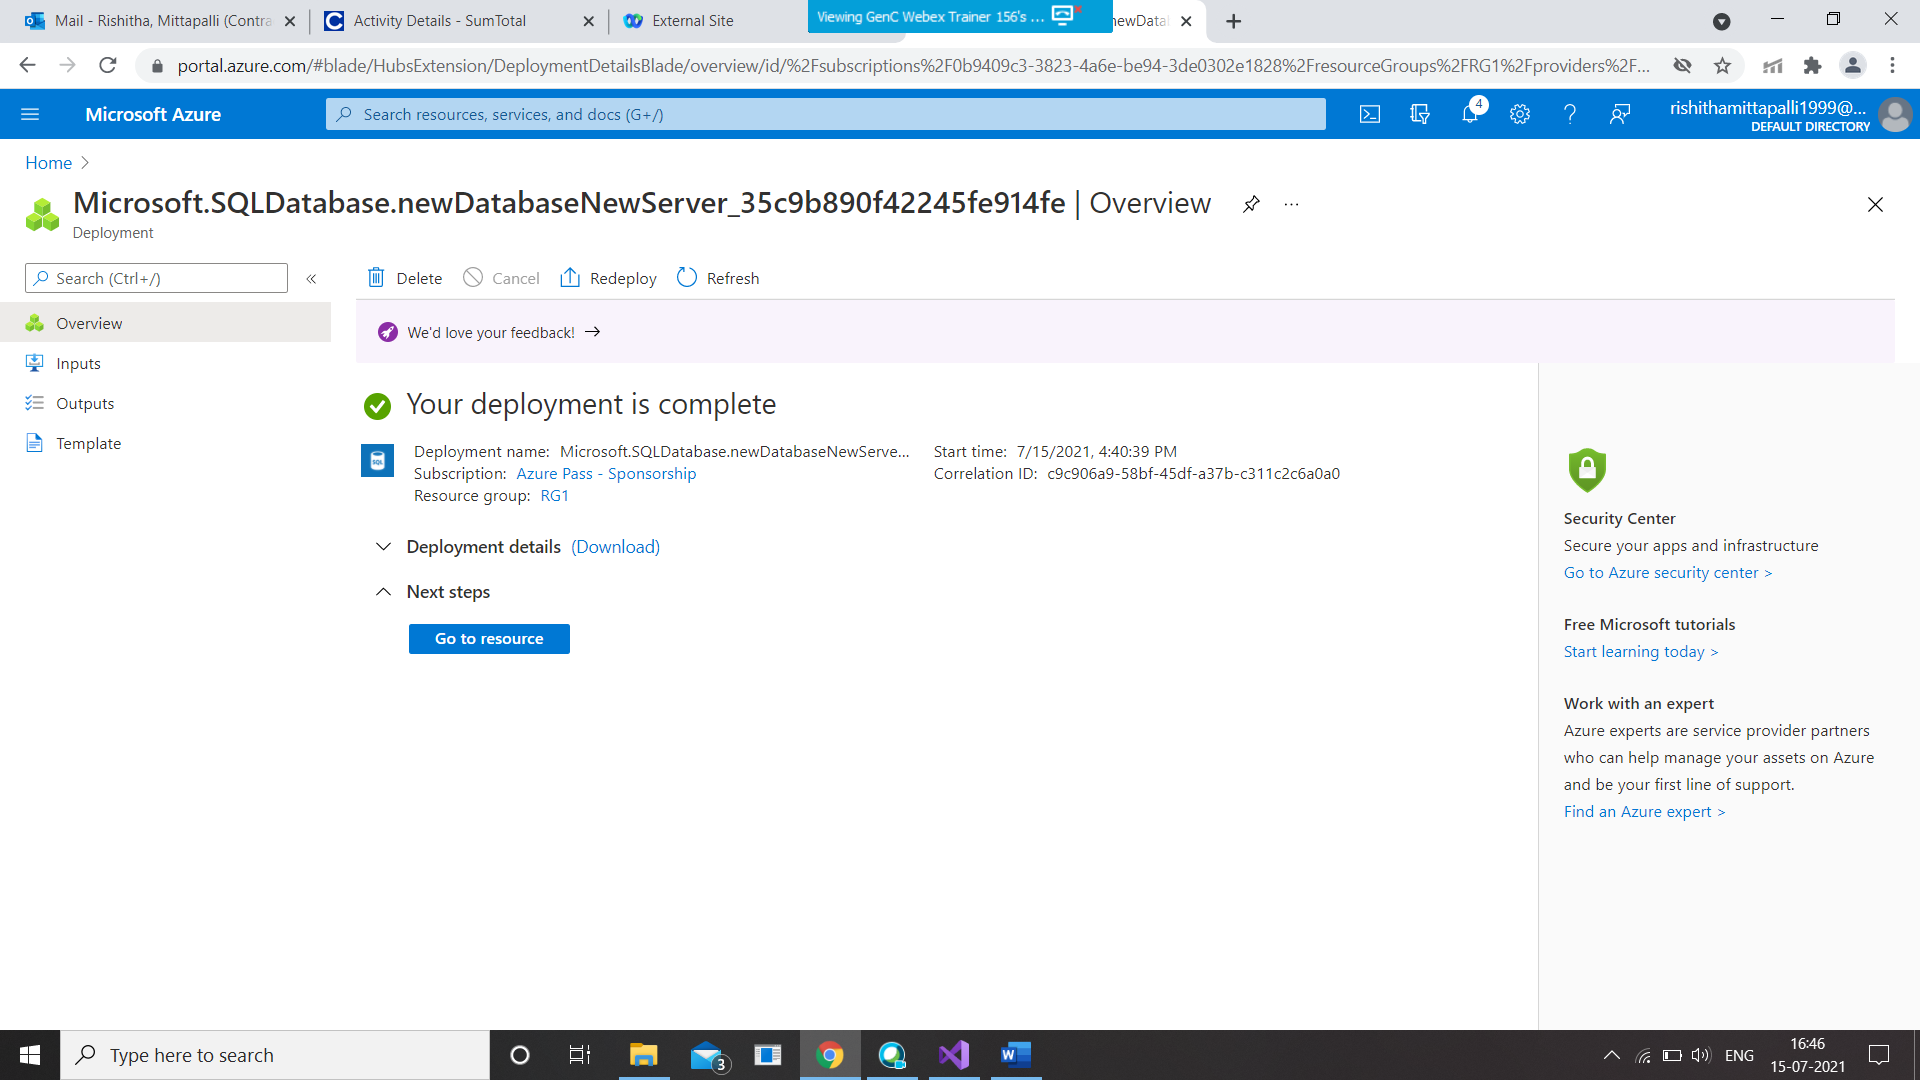 Mail - Rishitha, Mittapalli (Contra
Activity Details - SumTotal
External Site
Viewing GenC Webex Trainer 156's ...
newDatal
portal.azure.com/#blade/HubsExtension/DeploymentDetailsBlade/overview/id/%2Fsubscriptions%2F0b9409c3-3823-4a6e-be94-3de0302e1828%2FresourceGroups%2FRG1%2Fproviders%2F...
Microsoft Azure
Search resources, services, and docs (G+/)
4
rishithamittapalli1999@...
DEFAULT DIRECTORY
Home
Microsoft.SQLDatabase.newDatabaseNewServer_35c9b890f42245fe914fe | Overview
Deployment
Search (Ctrl+/)
Delete
Cancel
Redeploy
Refresh
Overview
Inputs
Outputs
Template
We'd love your feedback!
Your deployment is complete
SQL
Deployment name: Microsoft.SQLDatabase.newDatabaseNewServe...
Subscription: Azure Pass - Sponsorship
Resource group: RG1
Start time: 7/15/2021, 4:40:39 PM
Correlation ID: c9c906a9-58bf-45df-a37b-c311c2c6a0a0
Deployment details (Download)
Next steps
Go to resource
Security Center
Secure your apps and infrastructure
Go to Azure security center >
Free Microsoft tutorials
Start learning today >
Work with an expert
Azure experts are service provider partners
who can help manage your assets on Azure
and be your first line of support.
Find an Azure expert >
Type here to search
3
ENG
16:46
15-07-2021